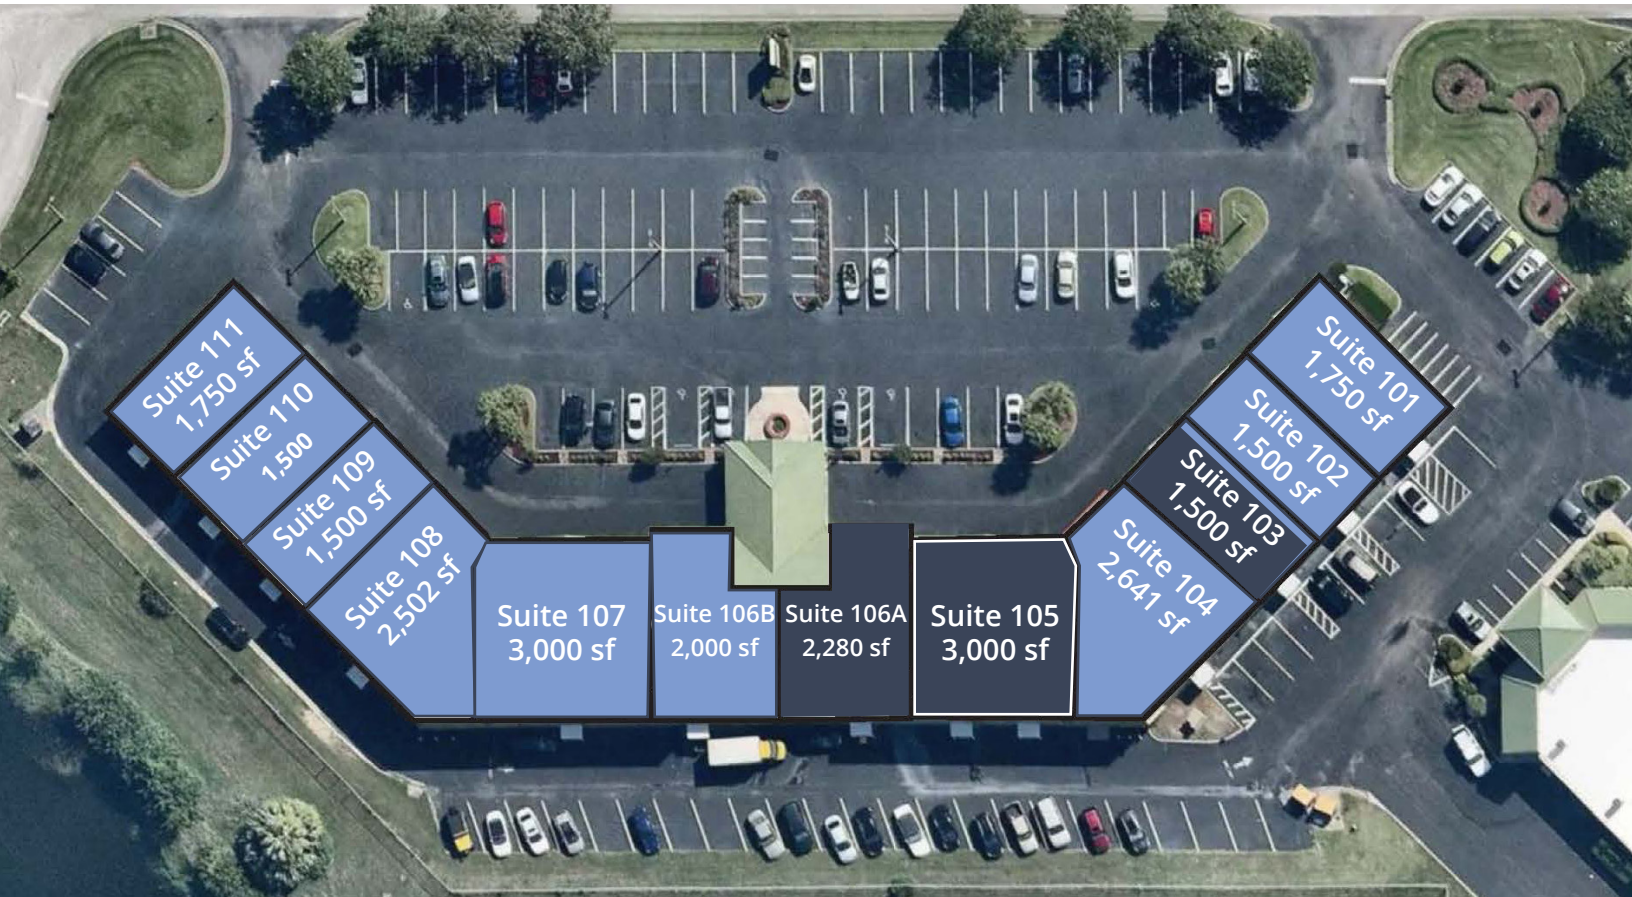 Suite 111
1,750 sf
Suite 110
1,500
Suite 109
1,500 sf
Suite 108
2,502 sf
Suite 107
3,000 sf
Suite 106B
2,000 sf
Suite 106A
2,280 sf
Suite 105
3,000 sf
Suite 104
2,641 sf
Suite 103
1,500 sf
Suite 102
1,500 sf
Suite 101
1,750 sf